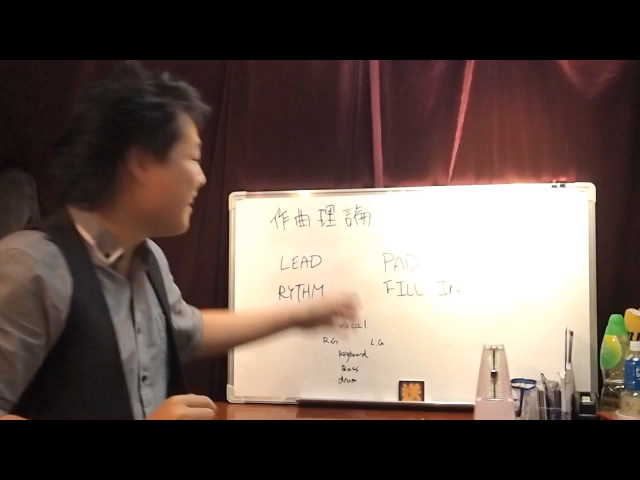 作曲理論
LEAD PAD
RYTHM FILL IN
Vocal
RG LG
Keyboard
Bass
drum